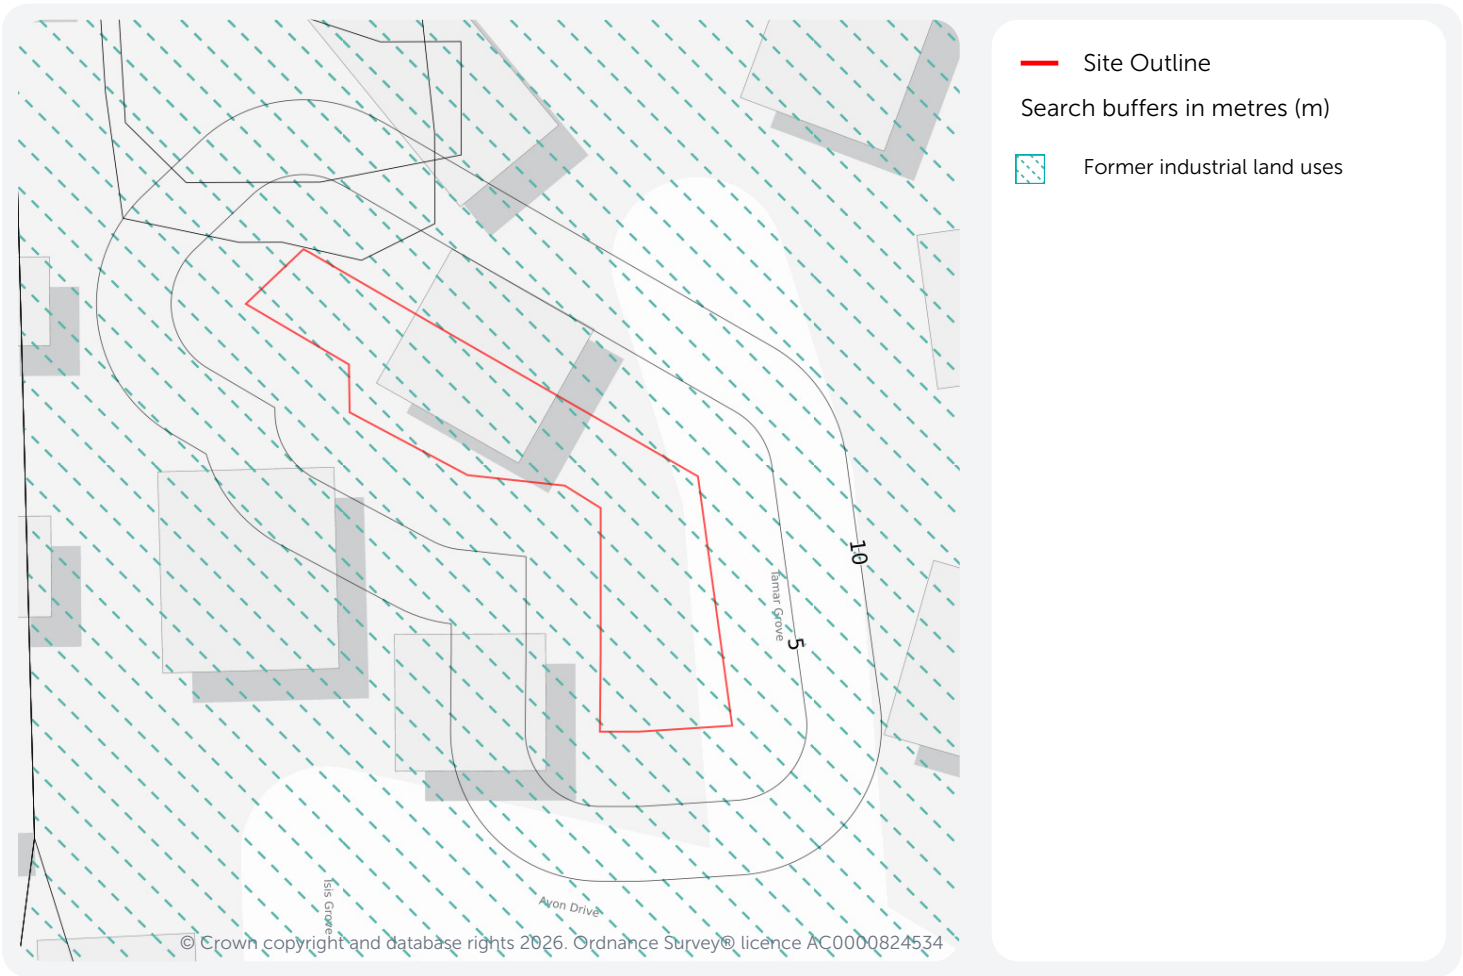 Site Outline
Search buffers in metres (m)
Former industrial land uses
10
Tamar Grove
5
Isis Grove
Avon Drive
© Crown copyright and database rights 2026. Ordnance Survey® licence AC0000824534